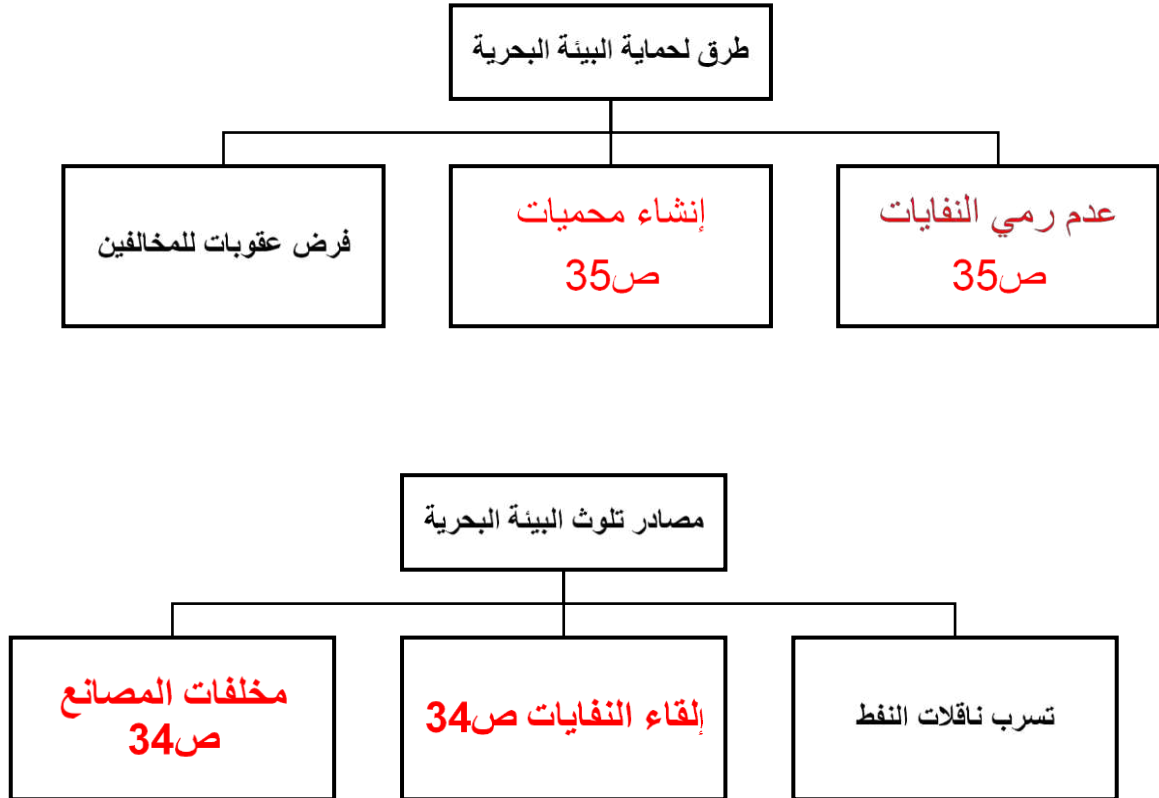 طرق لحماية البيئة البحرية
عدم رمي النفايات
ص35
إنشاء محميات
ص35
فرض عقوبات للمخالفين
مصادر تلوث البيئة البحرية
تسرب ناقلات النفط
إلقاء النفايات ص34
مخلفات المصانع
ص34